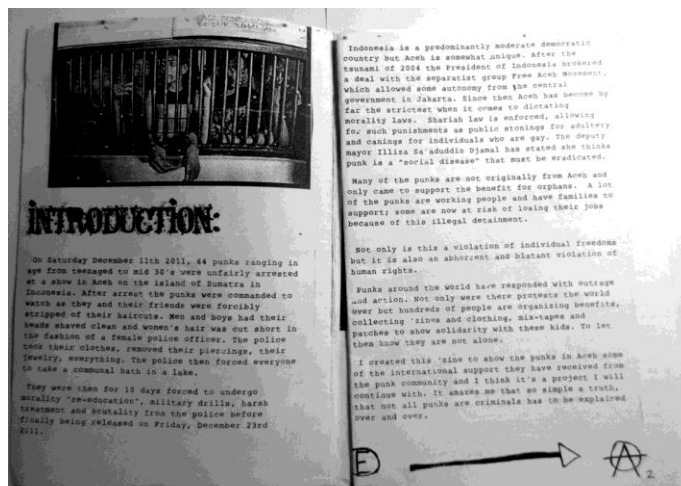 INTRODUCTION:
On Saturday December 11th 2011, 64 punks ranging in
age from teenaged to mid 30's were unfairly arrested
at a show in Aceh on the island of Sumatra in
Indonesia. After arrest the punks were commanded to
watch as they and their friends were forcibly
stripped of their haircuts. Men and boys had their
heads shaved clean and women's hair was cut short in
the fashion of a female police officer. The police
took their clothes, removed their piercings, their
jewelry, everything. The police then forced everyone
to take a communal bath in a lake.
They were then for 10 days forced to undergo
morality "re-education", military drills, harsh
treatment and brutality from the police before
finally being released on Friday, December 23rd
2011.
Indonesia is a predominantly moderate democratic
country but Aceh is somewhat unique. After the
tsunami of 2004 the President of Indonesia brokered
a deal with the separatist group Free Aceh Movement,
which allowed some autonomy from the central
government in Jakarta. Since then Aceh has become by
far the strictest when it comes to dictating
morality laws. Shariah law is enforced, allowing
for such punishments as public stonings for adultery
and canings for individuals who are gay. The deputy
mayor Illiza Sa'aduddin Djamal has stated she thinks
punk is a "social disease" that must be eradicated.
Many of the punks are not originally from Aceh and
only came to support the benefit for orphans. A lot
of the punks are working people and have families to
support; some are now at risk of losing their jobs
because of this illegal detainment.
Not only is this a violation of individual freedoms
but it is also an abhorrent and blatant violation of
human rights.
Punks around the world have responded with outrage
and action. Not only were there protests the world
over but hundreds of people are organizing benefits,
collecting 'zines and clothing, mix-tapes and
patches to show solidarity with these kids. To let
them know they are not alone.
I created this 'zine to show the punks in Aceh some
of the international support they have received from
the punk community and I think it's a project I will
continue with. It amazes me that so simple a truth,
that not all punks are criminals has to be explained
over and over.
E A 2